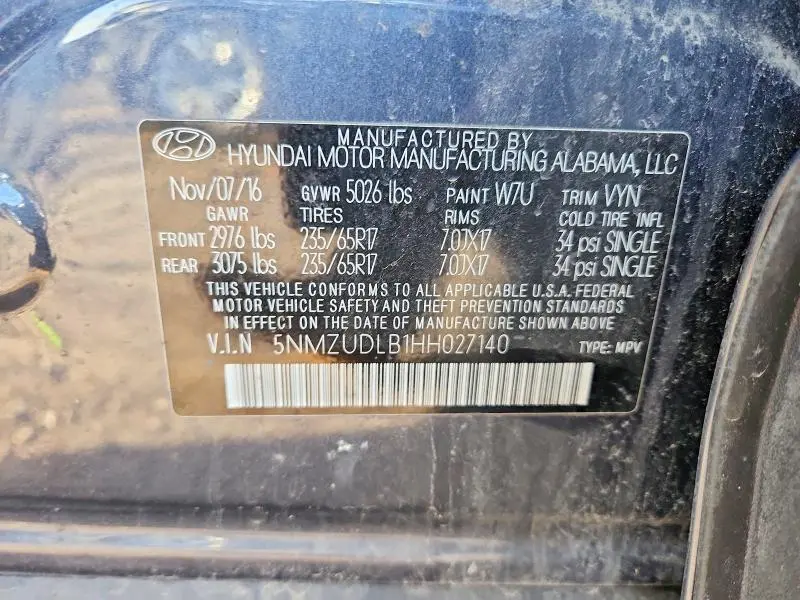 MANUFACTURED BY
HYUNDAI MOTOR MANUFACTURING ALABAMA, LLC
Nov/07/16 GVWR 5026 lbs PAINT W7U TRIM VYN
GAWR TIRES RIMS COLD TIRE INFL
FRONT 2976 lbs 235/65R17 7.0JX17 34 psi SINGLE
REAR 3075 lbs 235/65R17 7.0JX17 34 psi SINGLE
THIS VEHICLE CONFORMS TO ALL APPLICABLE U.S.A. FEDERAL
MOTOR VEHICLE SAFETY AND THEFT PREVENTION STANDARDS
IN EFFECT ON THE DATE OF MANUFACTURE SHOWN ABOVE
V.I.N 5NMZUDLB1HH027140 TYPE: MPV